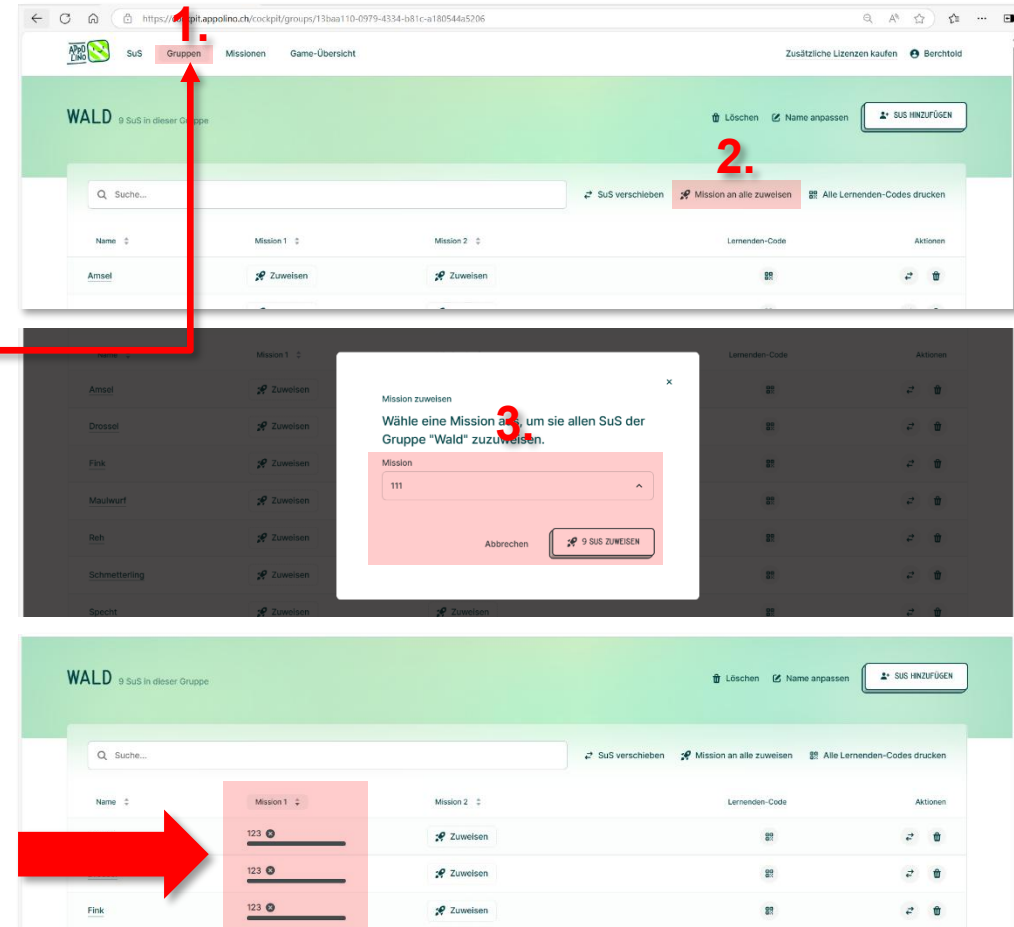 https://cockpit.appolino.ch/cockpit/groups/13baa110-0979-4334-b81c-a180544a5206
1.
APPO
LINO
SuS Gruppen Missionen Game-Übersicht Zusätzliche Lizenzen kaufen Berchtold
WALD 9 SuS in dieser Gruppe Löschen Name anpassen SUS HINZUFÜGEN
2.
Suche... SuS verschieben Mission an alle zuweisen Alle Lernenden-Codes drucken
Name Mission 1 Mission 2 Lernenden-Code Aktionen
Amsel Zuweisen Zuweisen
Name Mission 1 Lernenden-Code Aktionen
Amsel Zuweisen
Drossel Zuweisen
Fink Zuweisen
Maulwurf Zuweisen
Reh Zuweisen
Schmetterling Zuweisen
Specht Zuweisen Zuweisen
×
Mission zuweisen
3.
Wähle eine Mission aus, um sie allen SuS der
Gruppe "Wald" zuzuweisen.
Mission
111
Abbrechen 9 SUS ZUWEISEN
WALD 9 SuS in dieser Gruppe Löschen Name anpassen SUS HINZUFÜGEN
Suche... SuS verschieben Mission an alle zuweisen Alle Lernenden-Codes drucken
Name Mission 1 Mission 2 Lernenden-Code Aktionen
123 Zuweisen
123 Zuweisen
Fink 123 Zuweisen